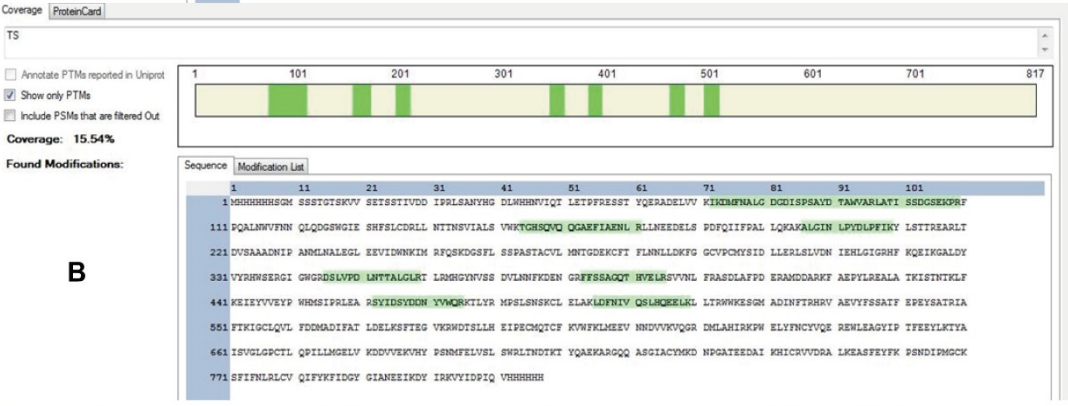 Coverage ProteinCard
TS
Annotate PTMs reported in Uniprot
Show only PTMs
Include PSMs that are filtered Out
Coverage: 15.54%
Found Modifications:
1 101 201 301 401 501 601 701 817
Sequence Modification List
1 11 21 31 41 51 61 71 81 91 101
1 MHHHHHHSGM SSSTGTSKVV SETSSTIVDD IPRLSANYHG DLWHHNVIQT LETPFRESST YQERADELVV KIKDMFNALG DGDISPSAYD TAWVARLATI SSDGSEKPRF
111 PQALNWVFNN QLQDGSWGIE SHFSLCDRLL NTTNSVIALS VWKTGHSQVQ QGAEFIAENL RLLNEEDELS PDFQIIFPAL LQKAKALGIN LPYDLPFIKY LSTTREARLT
221 DVSAAADNIP ANMLNALEGL EEVIDWNKIM RFQSKDGSFL SSPASTACVL MNTGDEKCFT FLNNLLDKFG GCVPCMYSID LLERLSLVDN IEHLGIGRHF KQEIKGALDY
331 VYRHWSERGI GWGRDSLVPD LNTTALGLRT LRMHGYNVSS DVLNNFKDEN GRFFSSAGQT HVELRSVVNL FRASDLAFPD ERAMDDARKF AEPYLREALA TKISTNTKLF
441 KEIEYVVEYP WHMSIPRLEA RSYIDSYDDN YVWQRKTLYR MPSLSNSKCL ELAKLDFNIV QSLHQEELKL LTRWWKESGM ADINFTRHRV AEVYFSSATF EPEYSATRIA
551 FTKIGCLQVL FDDMADIFAT LDELKSFTEG VKRWDTSLLH EIPECMQTCF KVWFKLMEEV NNDVVKVQGR DMLAHIRKPW ELYFNCYVQE REWLEAGYIP TFEEYLKTYA
661 ISVGLGPCTL QPILLMGELV KDDVVEKVHY PSNMFELVSL SWRLTNDTKT YQAEKARGQQ ASGIACYMKD NPGATEEDAI KHICRVVDRA LKEASFEYFK PSNDIPMGCK
771 SFIFNLRLCV QIFYKFIDGY GIANEEIKDY IRKVYIDPIQ VHHHHHH
B